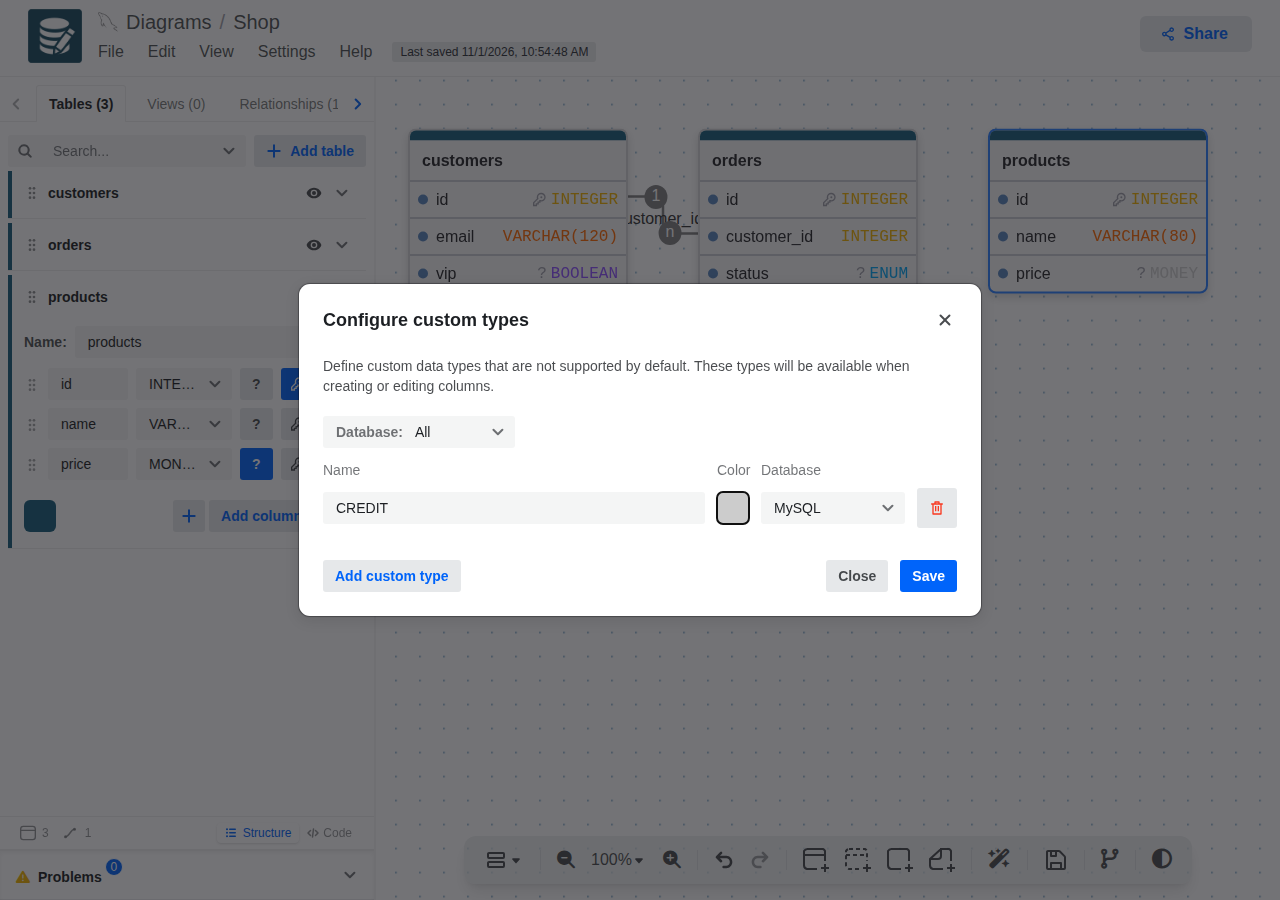 Diagrams / Shop
File Edit View Settings Help Last saved 11/1/2026, 10:54:48 AM
Share
Tables (3) Views (0) Relationships (1
Search... Add table
customers
orders
products
Name: products
id INTE... ?
name VAR... ?
price MON... ?
Add column
3 1 Structure Code
Problems 0
customers
id INTEGER
email VARCHAR(120)
vip ? BOOLEAN
1
ustomer_id
n
orders
id INTEGER
customer_id INTEGER
status ? ENUM
products
id INTEGER
name VARCHAR(80)
price ? MONEY
Configure custom types
Define custom data types that are not supported by default. These types will be available when
creating or editing columns.
Database: All
Name Color Database
CREDIT MySQL
Add custom type Close Save
100%